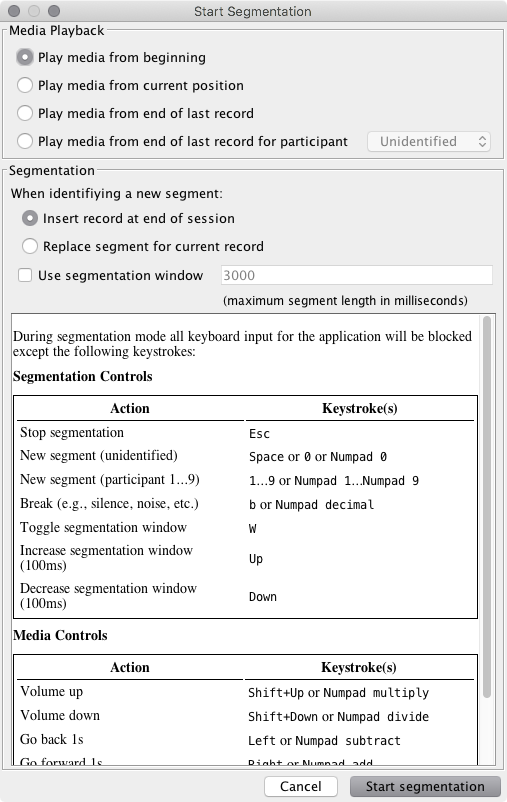 Start Segmentation
Media Playback
Play media from beginning
Play media from current position
Play media from end of last record
Play media from end of last record for participant Unidentified
Segmentation
When identifiying a new segment:
Insert record at end of session
Replace segment for current record
Use segmentation window 3000
(maximum segment length in milliseconds)
During segmentation mode all keyboard input for the application will be blocked
except the following keystrokes:
Segmentation Controls
Action Keystroke(s)
Stop segmentation Esc
New segment (unidentified) Space or 0 or Numpad 0
New segment (participant 1...9) 1...9 or Numpad 1...Numpad 9
Break (e.g., silence, noise, etc.) b or Numpad decimal
Toggle segmentation window W
Increase segmentation window
(100ms) Up
Decrease segmentation window
(100ms) Down
Media Controls
Action Keystroke(s)
Volume up Shift+Up or Numpad multiply
Volume down Shift+Down or Numpad divide
Go back 1s Left or Numpad subtract
Go forward 1s Right or Numpad add
Cancel Start segmentation